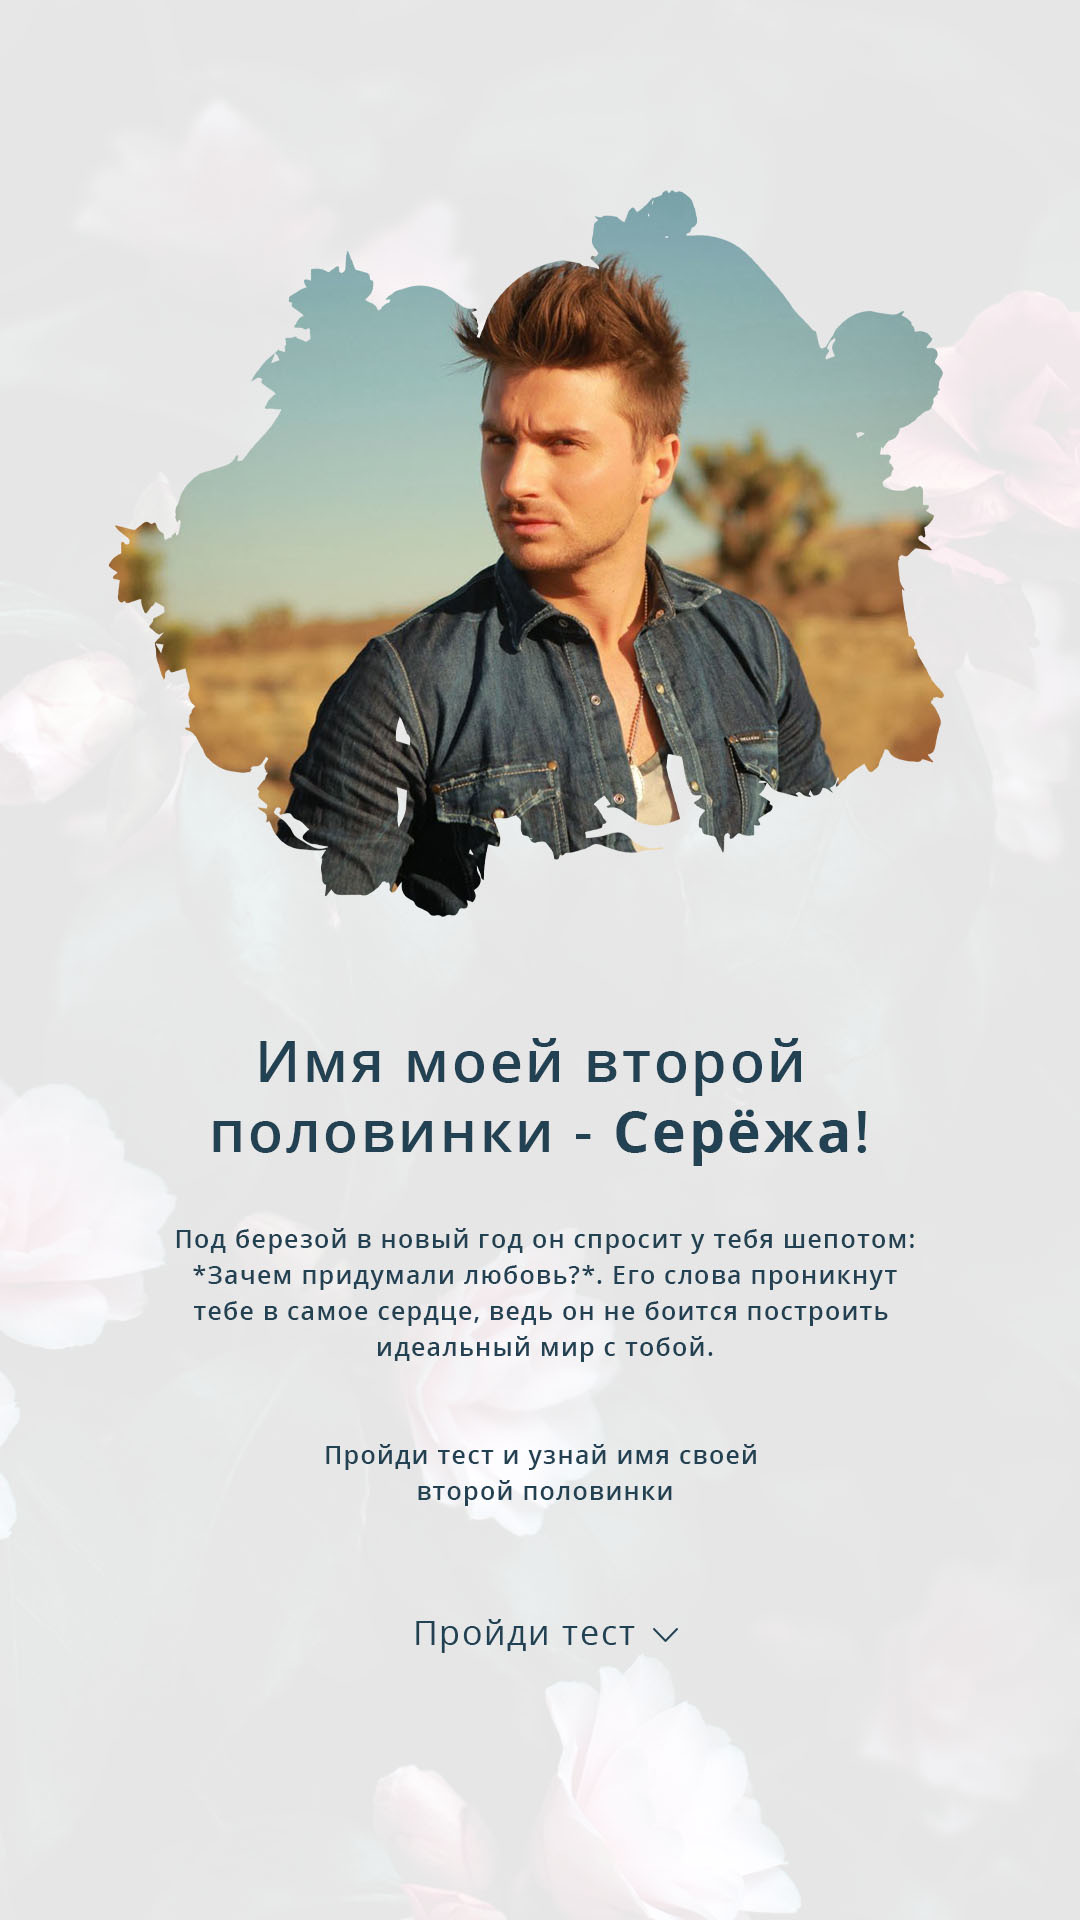 Имя моей второй
половинки - Серёжа!
Под березой в новый год он спросит у тебя шепотом:
*Зачем придумали любовь?*. Его слова проникнут
тебе в самое сердце, ведь он не боится построить
идеальный мир с тобой.
Пройди тест и узнай имя своей
второй половинки
Пройди тест